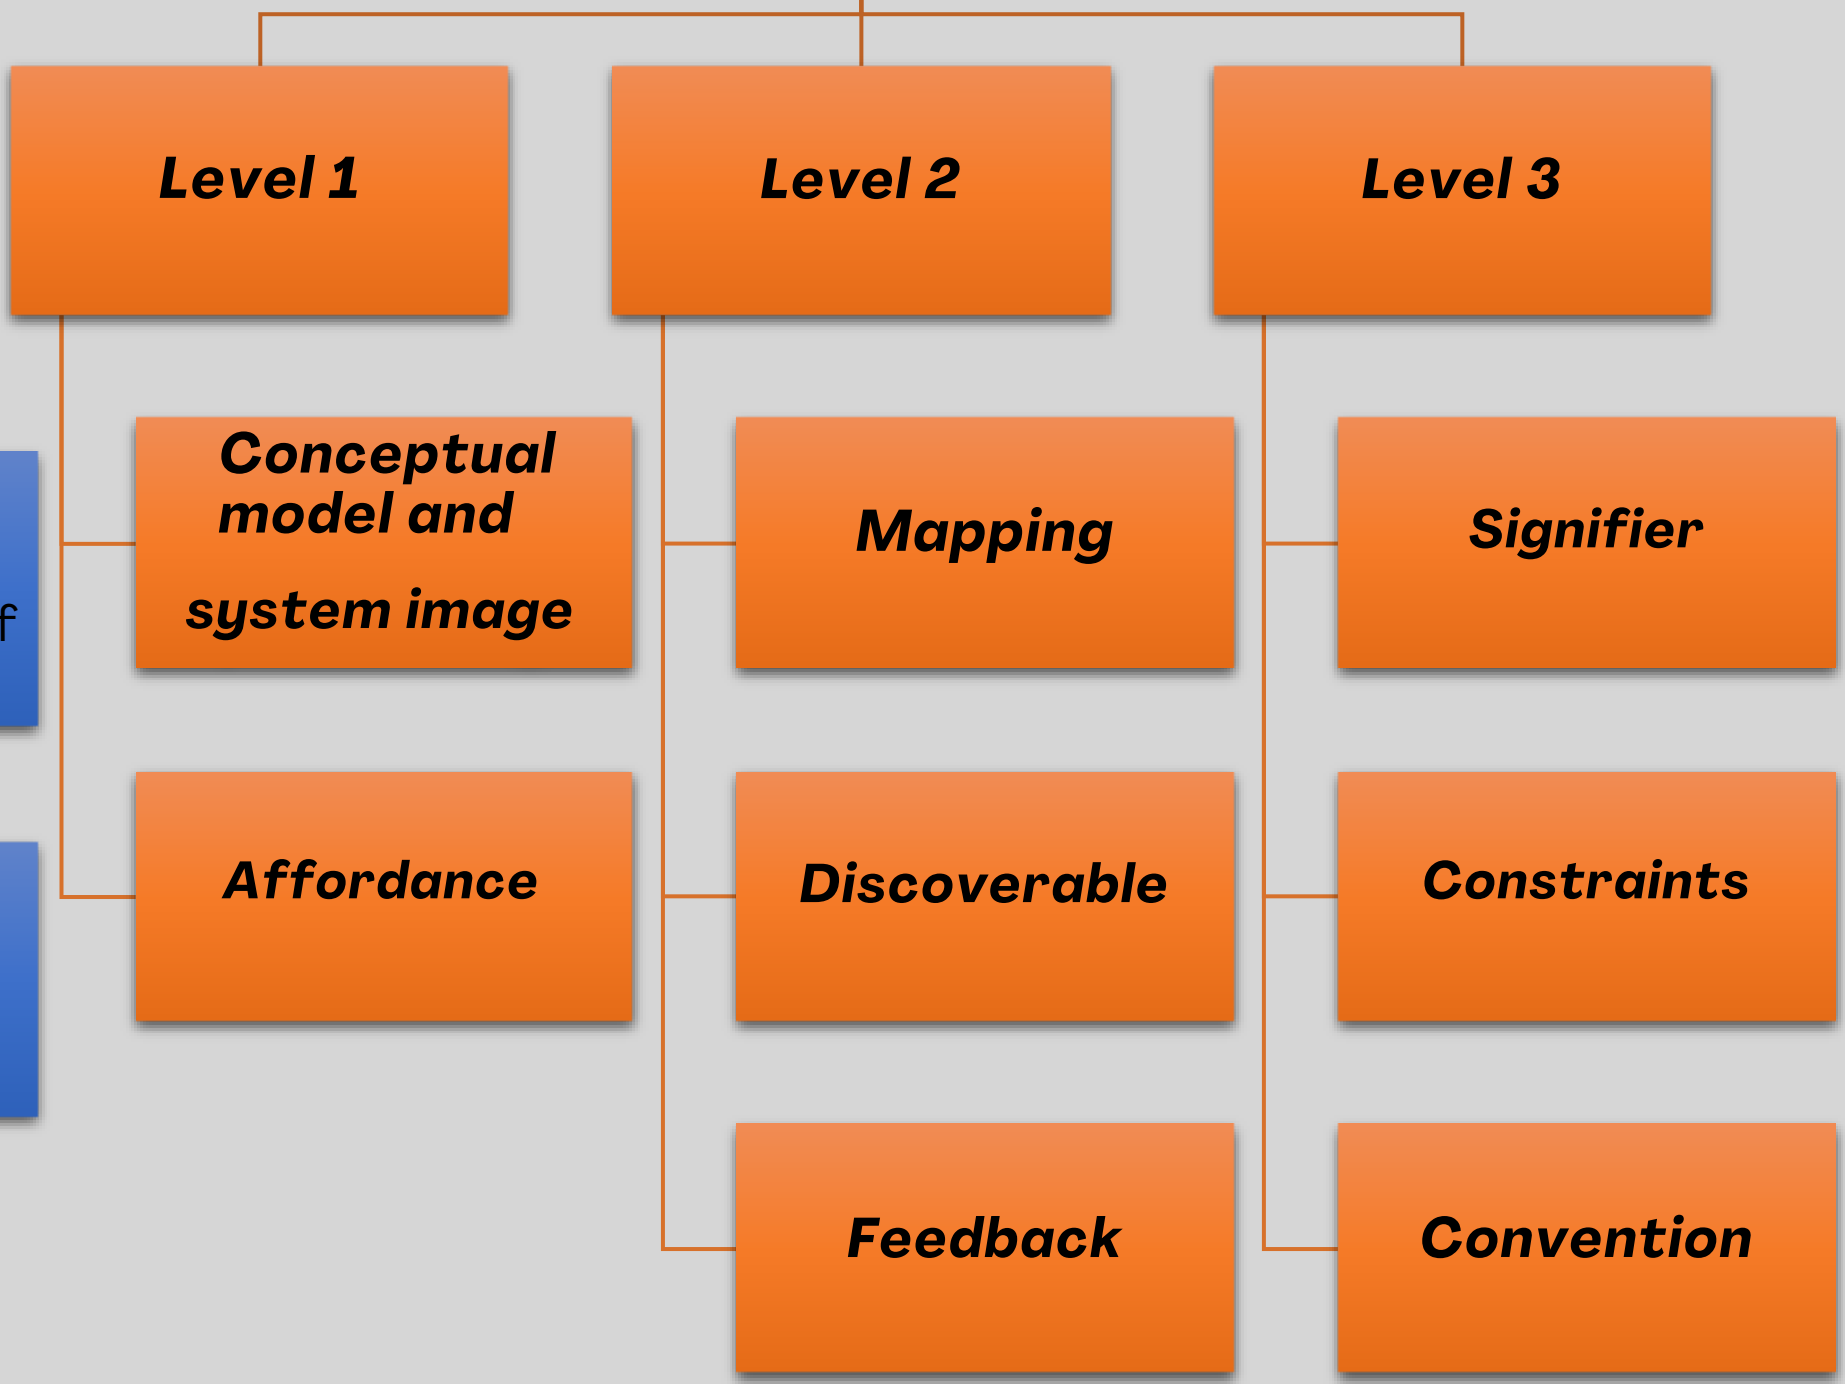 Level 1
Level 2
Level 3
Conceptual
model and
system image
Mapping
Signifier
f
Affordance
Discoverable
Constraints
Feedback
Convention